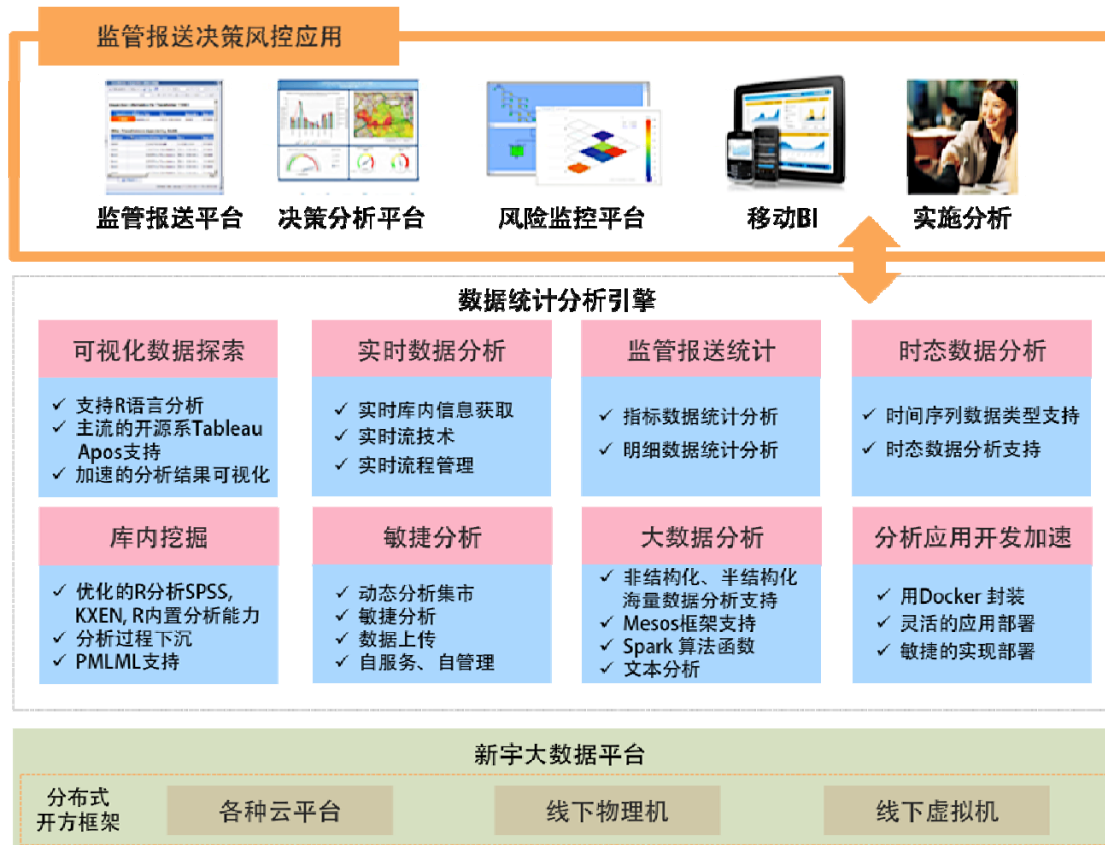 监管报送决策风控应用
监管报送平台
决策分析平台
风险监控平台
移动BI
实施分析
数据统计分析引擎
可视化数据探索
✓ 支持R语言分析
✓ 主流的开源系Tableau
Apos支持
✓ 加速的分析结果可视化
实时数据分析
✓ 实时库内信息获取
✓ 实时流技术
✓ 实时流程管理
监管报送统计
✓ 指标数据统计分析
✓ 明细数据统计分析
时态数据分析
✓ 时间序列数据类型支持
✓ 时态数据分析支持
库内挖掘
✓ 优化的R分析SPSS,
KXEN, R内置分析能力
✓ 分析过程下沉
✓ PMLML支持
敏捷分析
✓ 动态分析集市
✓ 敏捷分析
✓ 数据上传
✓ 自服务、自管理
大数据分析
✓ 非结构化、半结构化
海量数据分析支持
✓ Mesos框架支持
✓ Spark 算法函数
✓ 文本分析
分析应用开发加速
✓ 用Docker 封装
✓ 灵活的应用部署
✓ 敏捷的实现部署
新宇大数据平台
分布式
开方框架
各种云平台
线下物理机
线下虚拟机